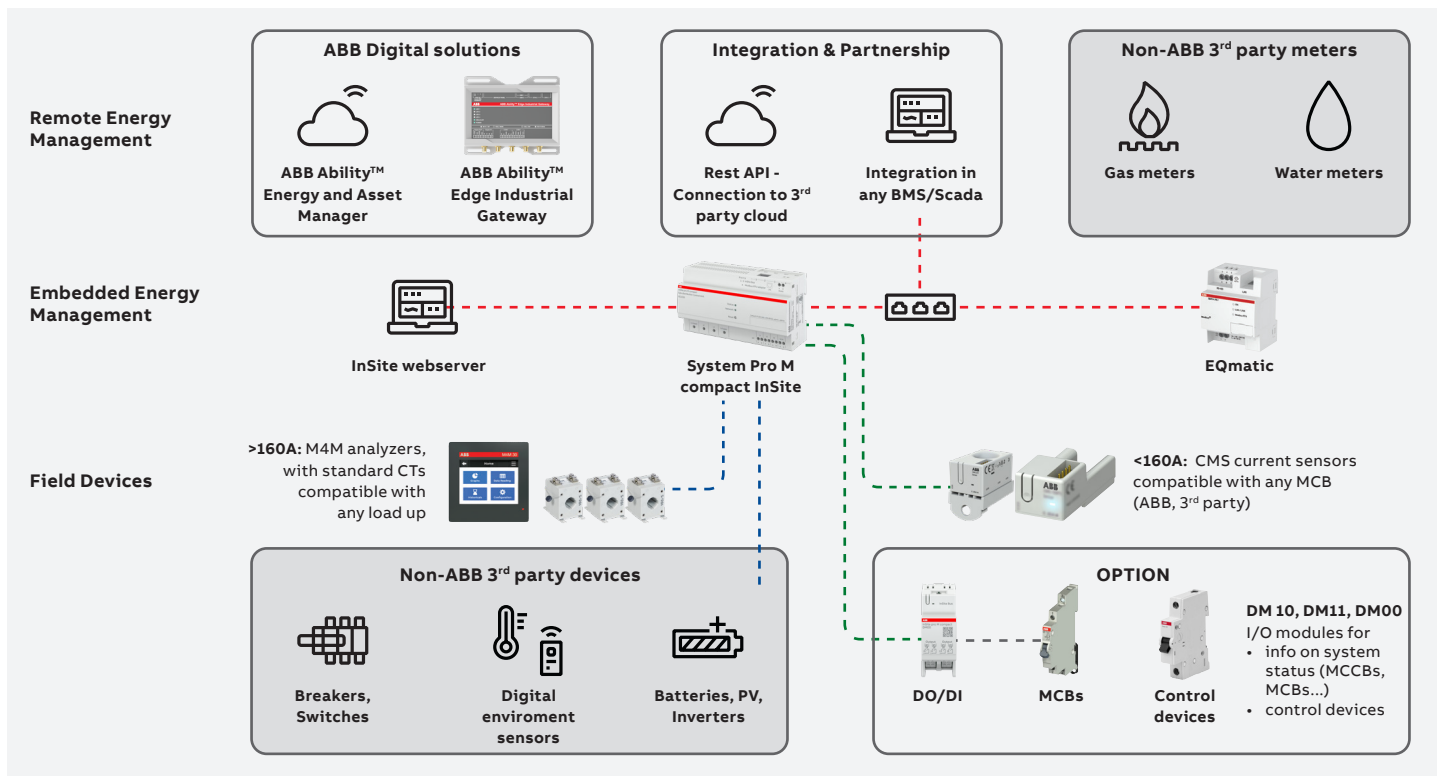 ABB Digital solutions
Integration & Partnership
Non-ABB 3rd party meters
Remote Energy
Management
ABB Ability™
Energy and Asset
Manager
ABB Ability™
Edge Industrial
Gateway
Rest API -
Connection to 3rd
party cloud
Integration in
any BMS/Scada
Gas meters
Water meters
Embedded Energy
Management
InSite webserver
System Pro M
compact InSite
EQmatic
Field Devices
>160A: M4M analyzers,
with standard CTs
compatible with
any load up
ABB
<160A: CMS current sensors
compatible with any MCB
(ABB, 3rd party)
Non-ABB 3rd party devices
Breakers,
Switches
Digital
enviroment
sensors
Batteries, PV,
Inverters
OPTION
DO/DI
MCBs
Control
devices
DM 10, DM11, DM00
I/O modules for
• info on system
status (MCCBs,
MCBs...)
• control devices